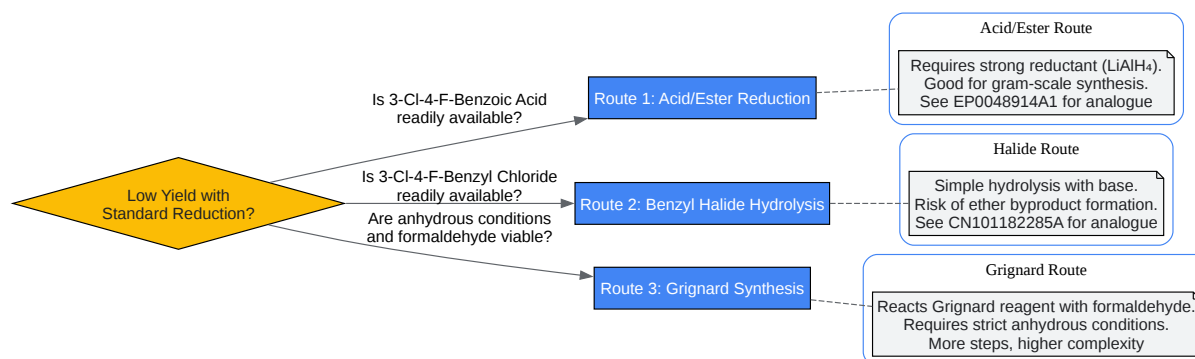 Low Yield with
Standard Reduction?
Is 3-Cl-4-F-Benzoic Acid
readily available?
Is 3-Cl-4-F-Benzyl Chloride
readily available?
Are anhydrous conditions
and formaldehyde viable?
Route 1: Acid/Ester Reduction
Route 2: Benzyl Halide Hydrolysis
Route 3: Grignard Synthesis
Acid/Ester Route
Requires strong reductant (LiAlH₄).
Good for gram-scale synthesis.
See EP0048914A1 for analogue
Halide Route
Simple hydrolysis with base.
Risk of ether byproduct formation.
See CN101182285A for analogue
Grignard Route
Reacts Grignard reagent with formaldehyde.
Requires strict anhydrous conditions.
More steps, higher complexity